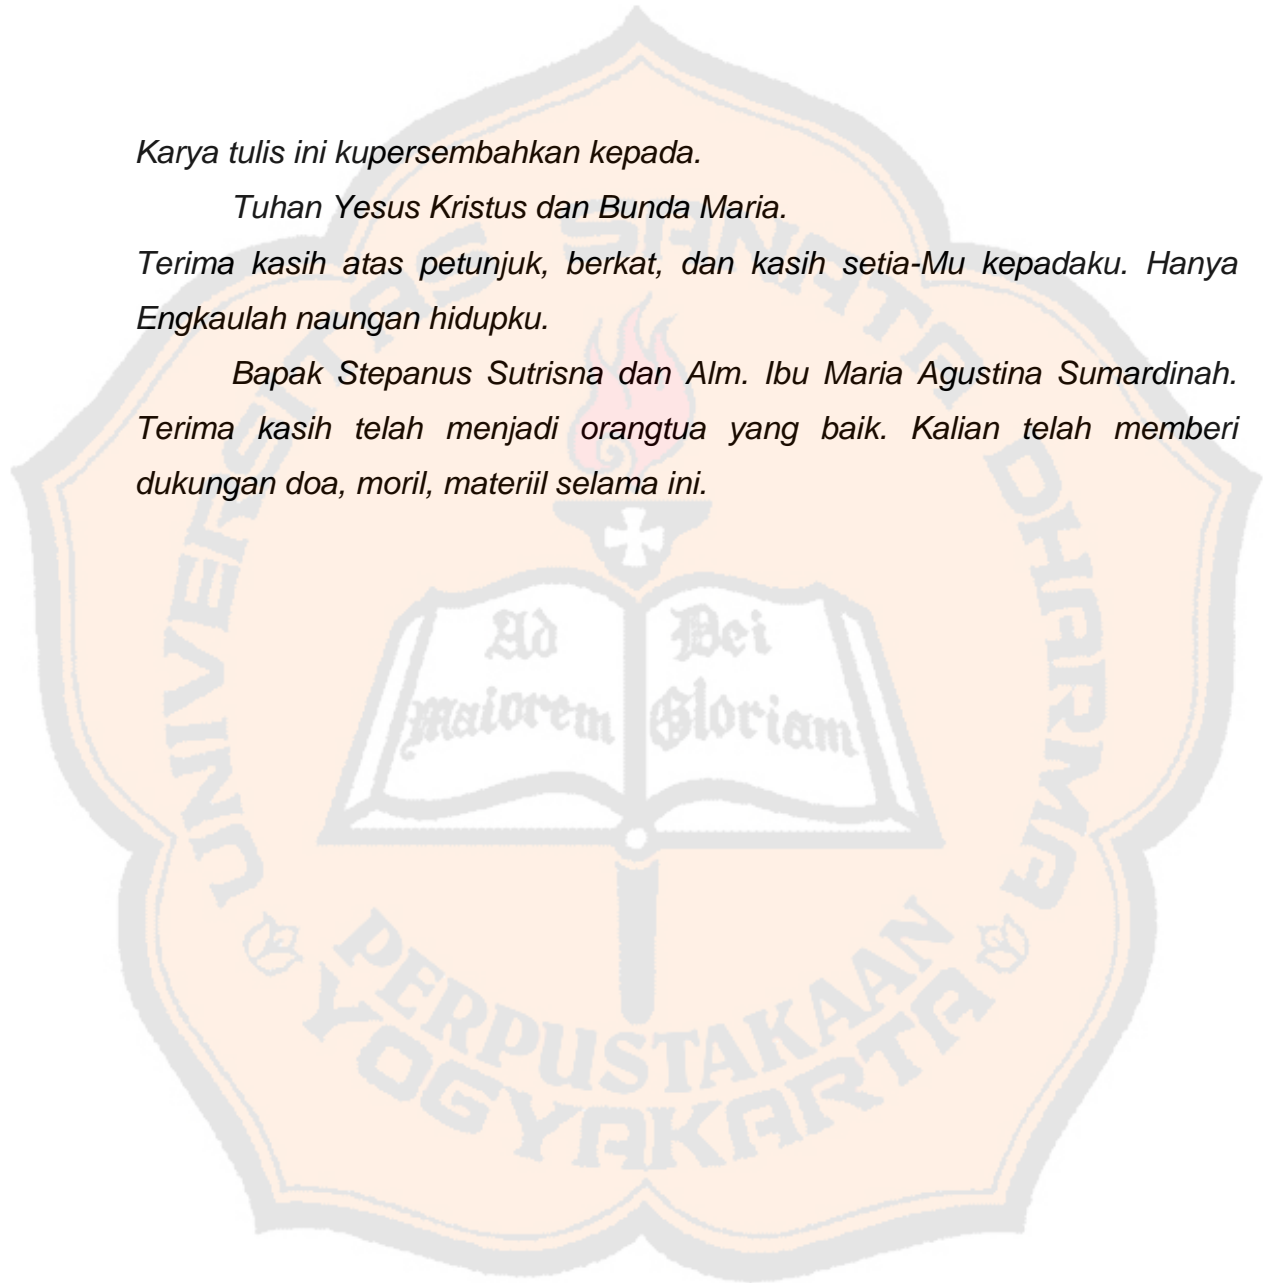 Karya tulis ini kupersembahkan kepada.
Tuhan Yesus Kristus dan Bunda Maria.
Terima kasih atas petunjuk, berkat, dan kasih setia-Mu kepadaku. Hanya
Engkaulah naungan hidupku.
Bapak Stepanus Sutrisna dan Alm. Ibu Maria Agustina Sumardinah.
Terima kasih telah menjadi orangtua yang baik. Kalian telah memberi
dukungan doa, moril, materiil selama ini.
UNIVERSITAS SANATA DHARMA
Ad Dei
maiorem Gloriam
PERPUSTAKAAN
YOGYAKARTA